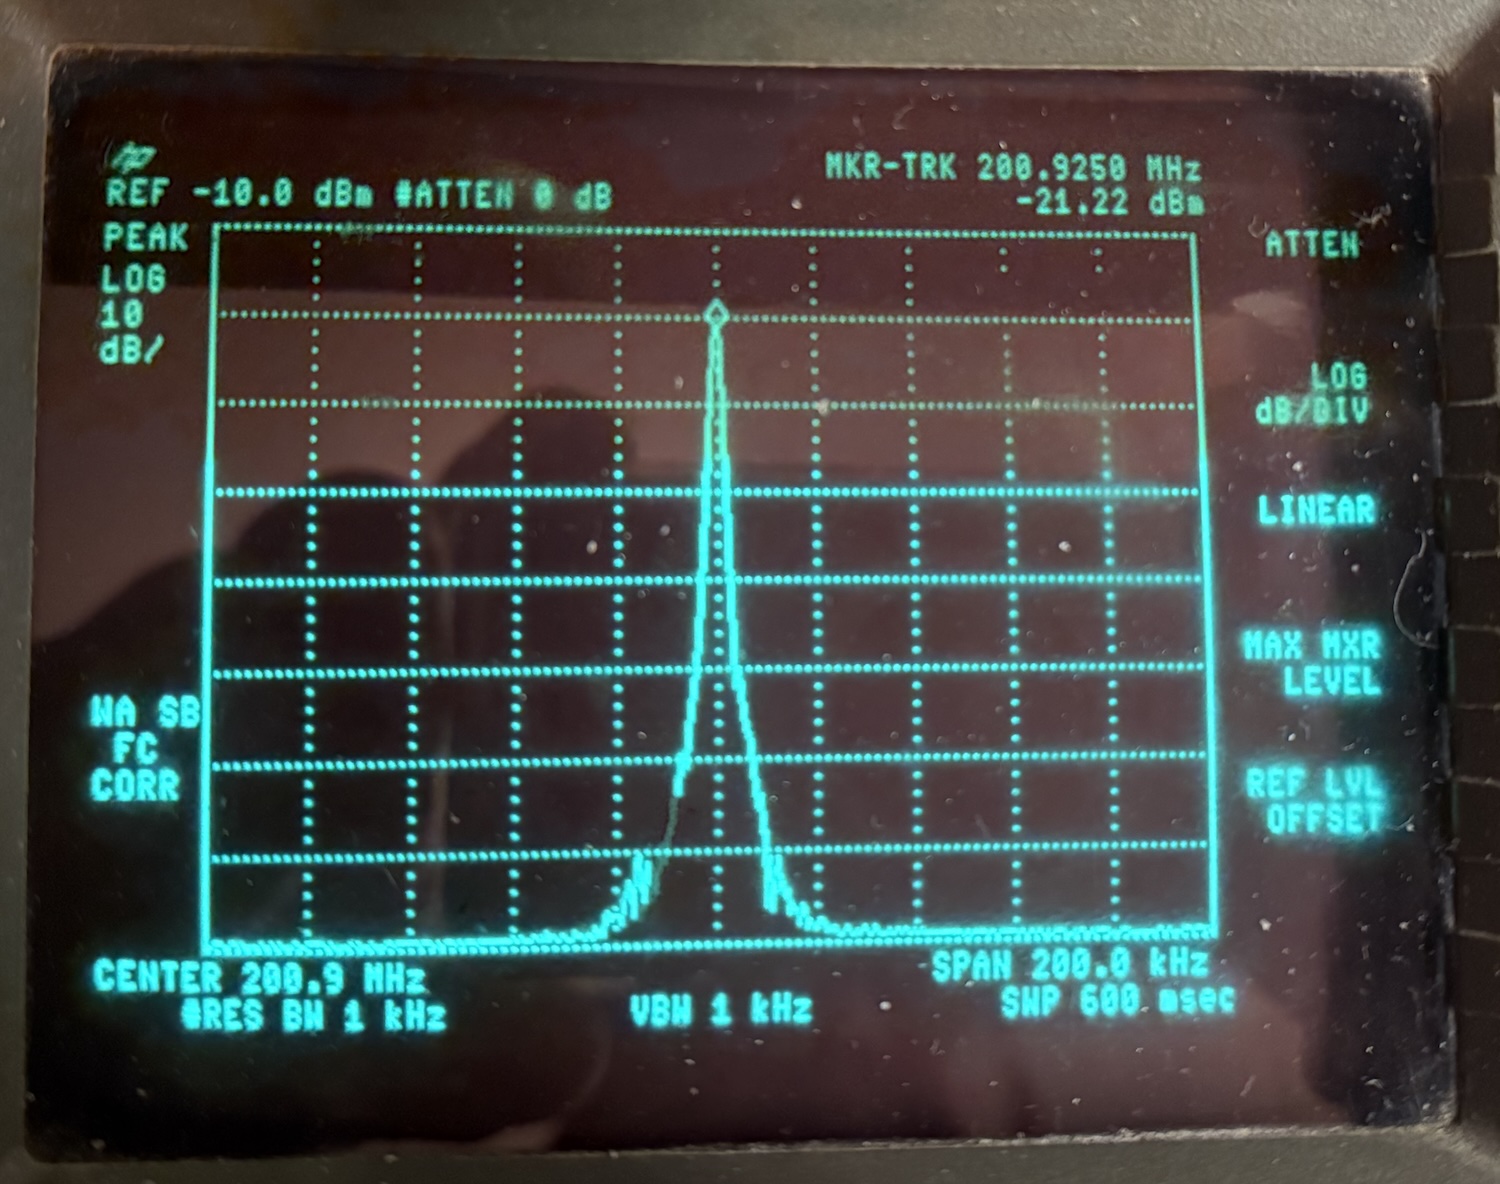 hp
MKR-TRK 200.9250 MHz
REF -10.0 dBm #ATTEN 0 dB
-21.22 dBm
PEAK
LOG
10
dB/
ATTEN
LOG
dB/DIV
LINEAR
MAX MXR
LEVEL
REF LVL
OFFSET
WA SB
FC
CORR
CENTER 200.9 MHz
SPAN 200.0 kHz
#RES BW 1 kHz
VBW 1 kHz
SWP 600 msec